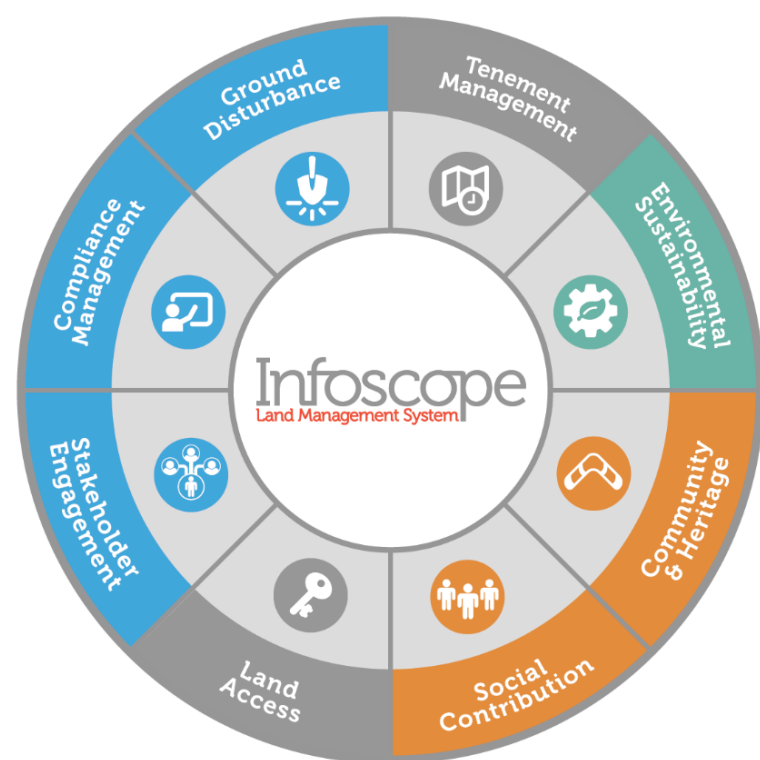 Ground
Disturbance
Tenement
Management
Environmental
Sustainability
Community
& Heritage
Social
Contribution
Land
Access
Stakeholder
Engagement
Compliance
Management
Infoscope
Land Management System